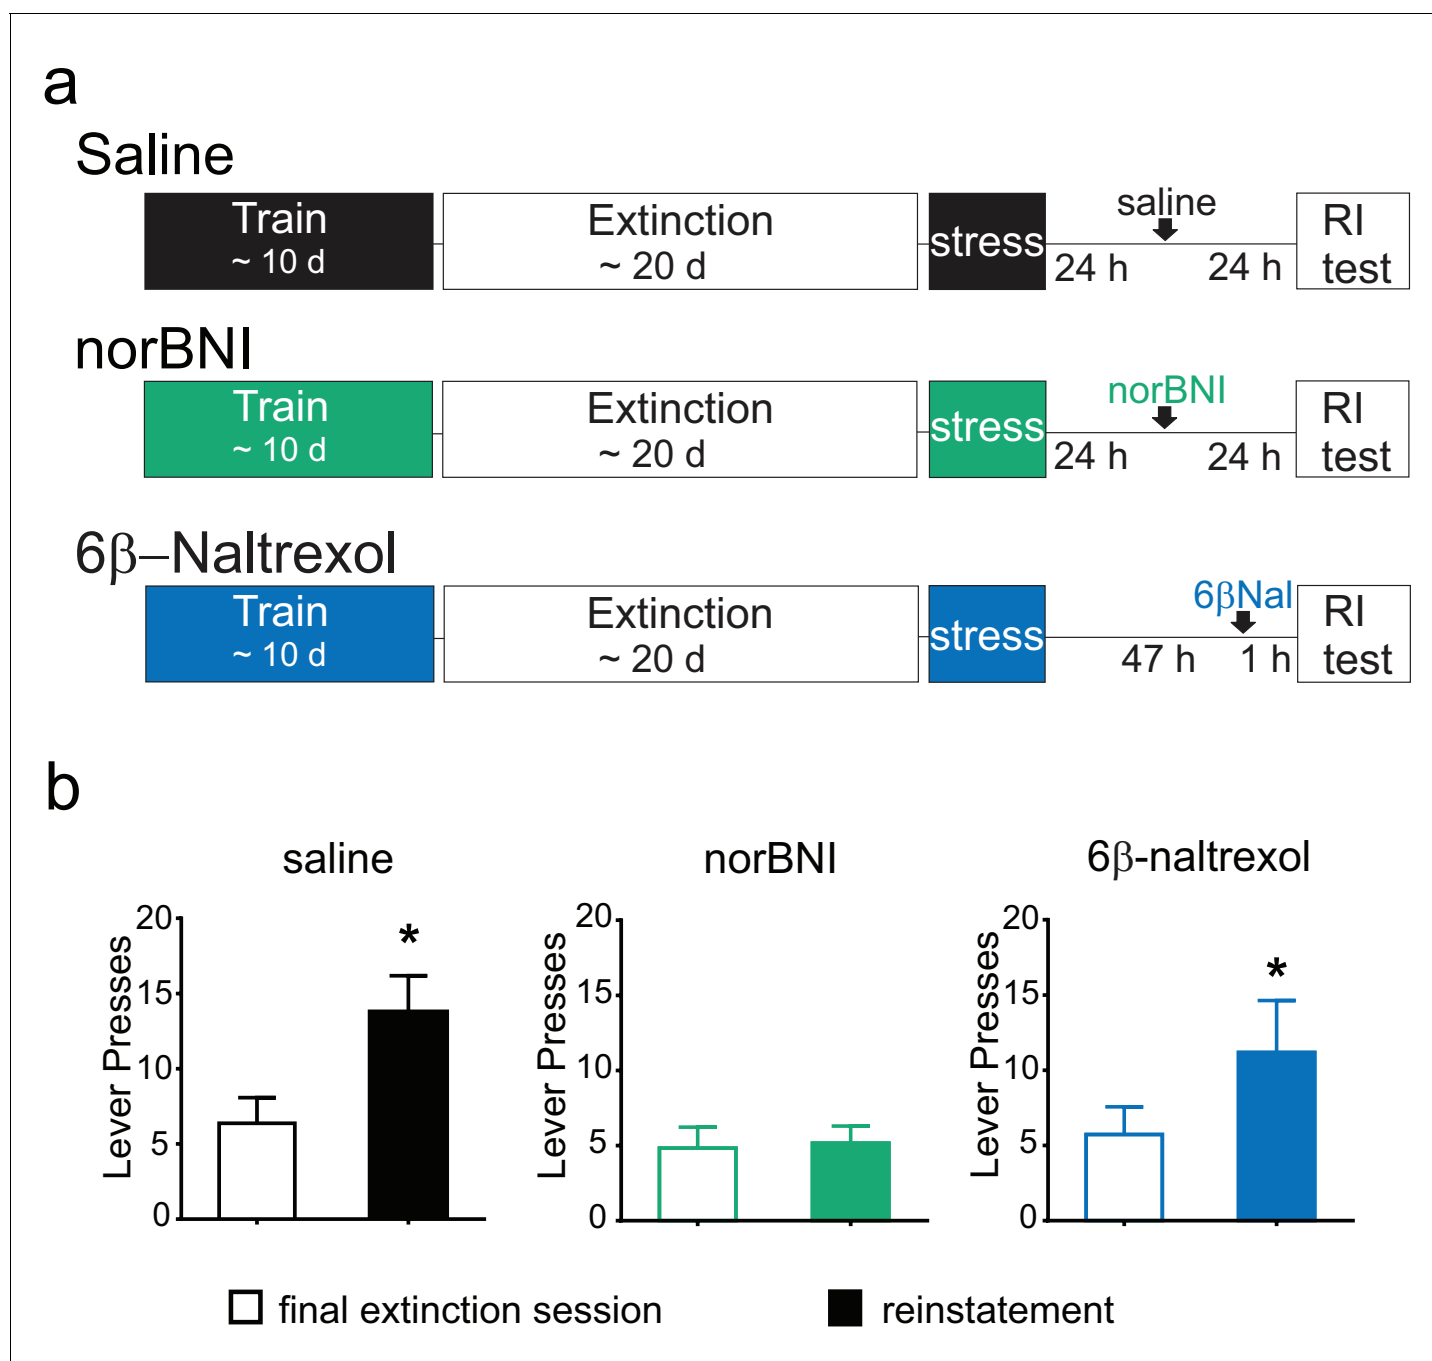 a
Saline
Train
~ 10 d
Extinction
~ 20 d
stress
saline
24 h
24 h
RI
test
norBNI
Train
~ 10 d
Extinction
~ 20 d
stress
norBNI
24 h
24 h
RI
test
6β–Naltrexol
Train
~ 10 d
Extinction
~ 20 d
stress
6βNal
47 h
1 h
RI
test
b
saline
Lever Presses
20
15
10
5
0
*
norBNI
Lever Presses
20
15
10
5
0
6β-naltrexol
Lever Presses
20
15
10
5
0
*
final extinction session
reinstatement